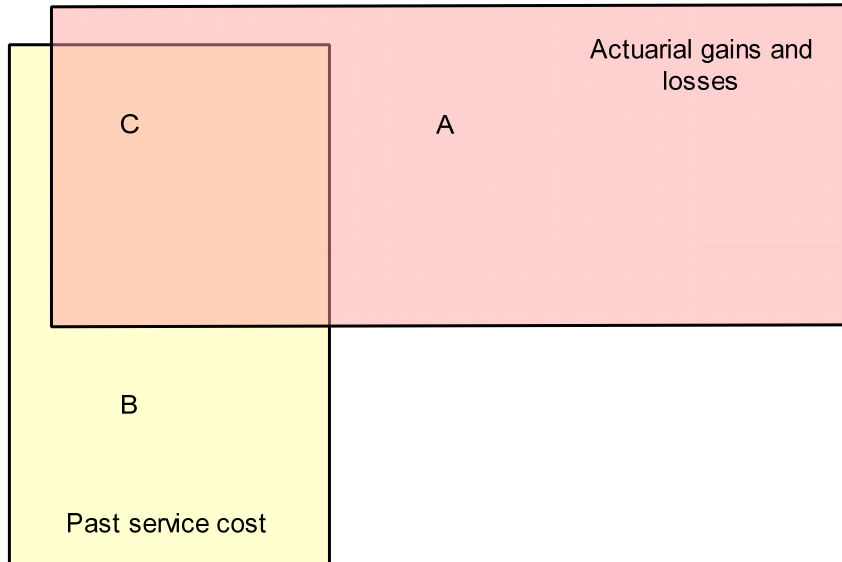 Actuarial gains and
losses
C
A
B
Past service cost